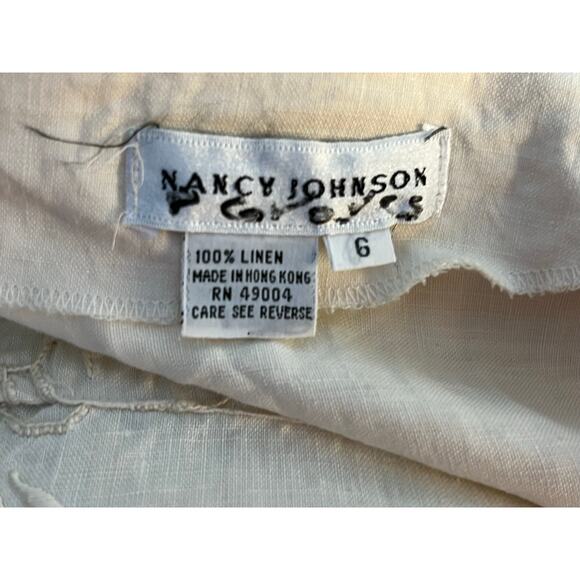 NANCY JOHNSON
6
100% LINEN
MADE IN HONG KONG
RN 49004
CARE SEE REVERSE